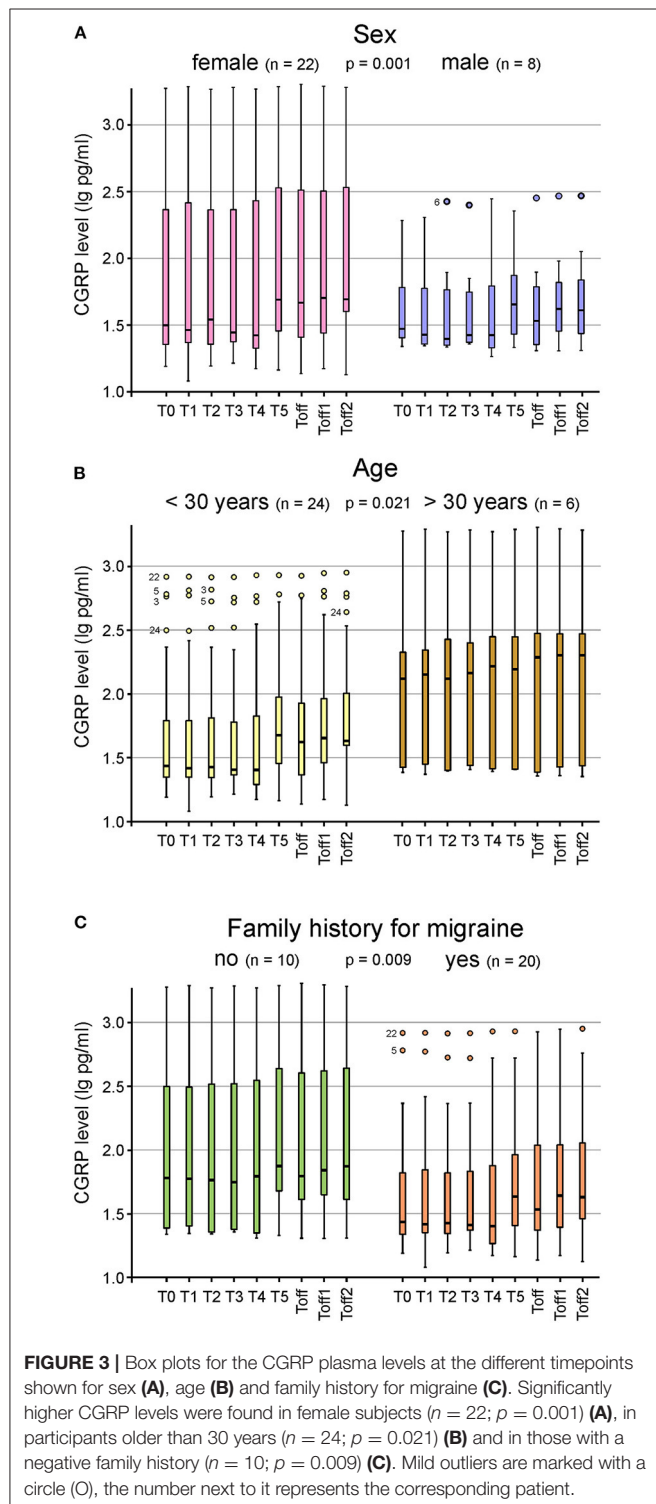 A
Sex
female (n = 22) p = 0.001 male (n = 8)
CGRP level (lg pg/ml)
3.0
2.5
2.0
1.5
1.0
6
T0 T1 T2 T3 T4 T5 Toff Toff1 Toff2 T0 T1 T2 T3 T4 T5 Toff Toff1 Toff2
B
Age
< 30 years (n = 24) p = 0.021 > 30 years (n = 6)
CGRP level (lg pg/ml)
3.0
2.5
2.0
1.5
1.0
22
5
3
24
3
5
24
T0 T1 T2 T3 T4 T5 Toff Toff1 Toff2 T0 T1 T2 T3 T4 T5 Toff Toff1 Toff2
C
Family history for migraine
no (n = 10) p = 0.009 yes (n = 20)
CGRP level (lg pg/ml)
3.0
2.5
2.0
1.5
1.0
22
5
T0 T1 T2 T3 T4 T5 Toff Toff1 Toff2 T0 T1 T2 T3 T4 T5 Toff Toff1 Toff2
FIGURE 3 | Box plots for the CGRP plasma levels at the different timepoints
shown for sex (A), age (B) and family history for migraine (C). Significantly
higher CGRP levels were found in female subjects (n = 22; p = 0.001) (A), in
participants older than 30 years (n = 24; p = 0.021) (B) and in those with a
negative family history (n = 10; p = 0.009) (C). Mild outliers are marked with a
circle (O), the number next to it represents the corresponding patient.